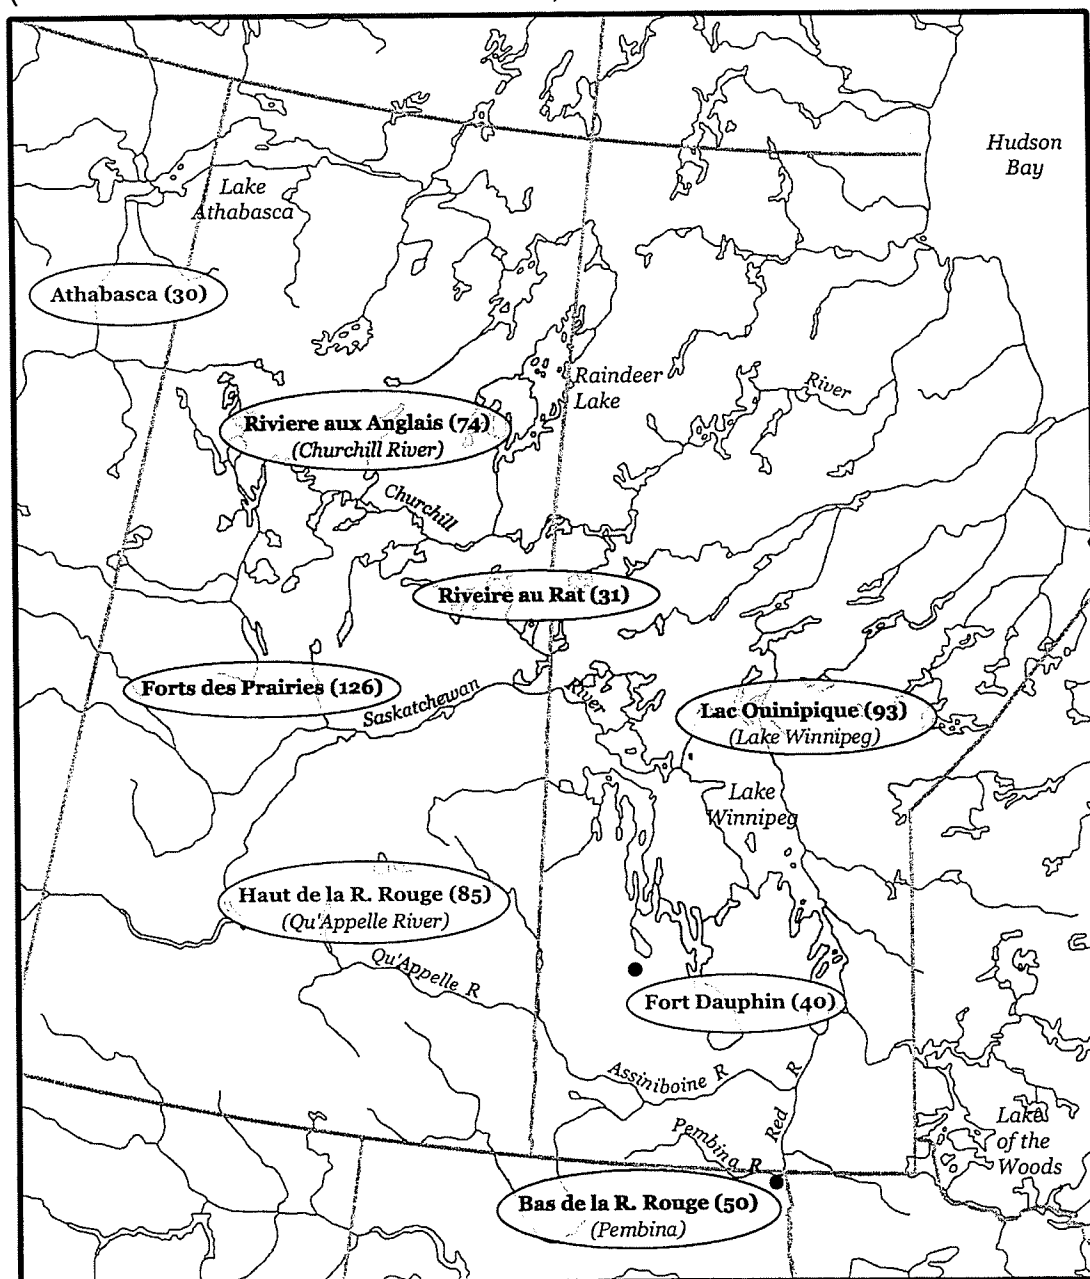 Hudson
Bay
Lake
Athabasca
Athabasca (30)
Raindeer
Lake
River
Riviere aux Anglais (74)
(Churchill River)
Churchill
Riveire au Rat (31)
Forts des Prairies (126)
Saskatchewan
River
Lac Ouinipique (93)
(Lake Winnipeg)
Lake
Winnipeg
Haut de la R. Rouge (85)
(Qu'Appelle River)
Qu'Appelle R
Fort Dauphin (40)
Assiniboine R
Red R
Pembina R
Lake
of the
Woods
Bas de la R. Rouge (50)
(Pembina)